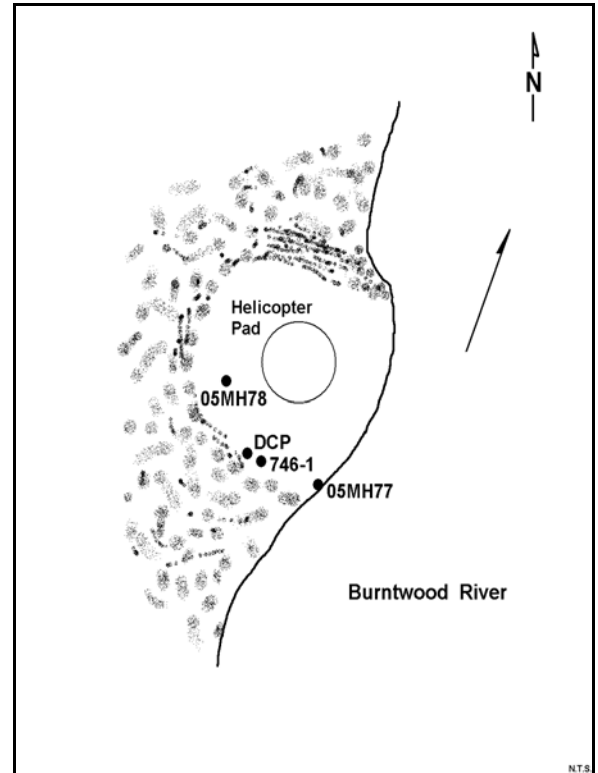 N
Helicopter
Pad
05MH78
DCP
746-1
05MH77
Burntwood River
N.T.S.